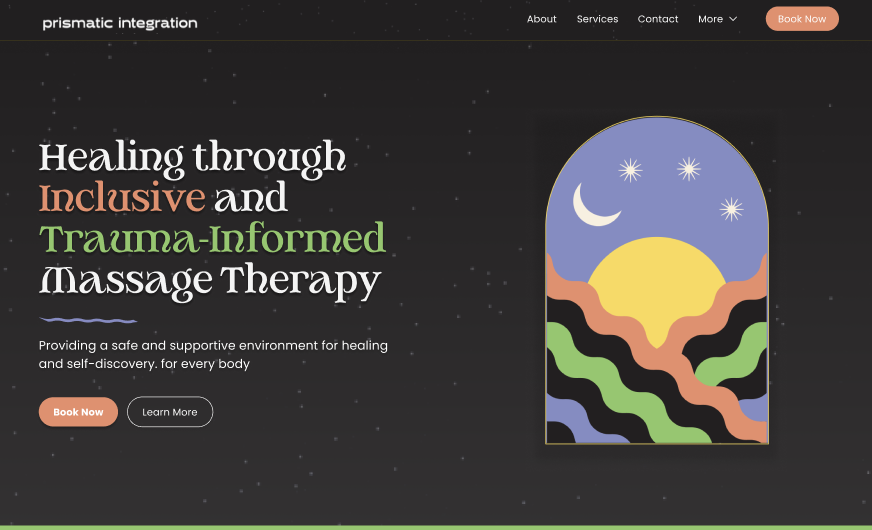 prismatic integration
About Services Contact More Book Now
Healing through
Inclusive and
Trauma-Informed
Massage Therapy
Providing a safe and supportive environment for healing
and self-discovery. for every body
Book Now Learn More